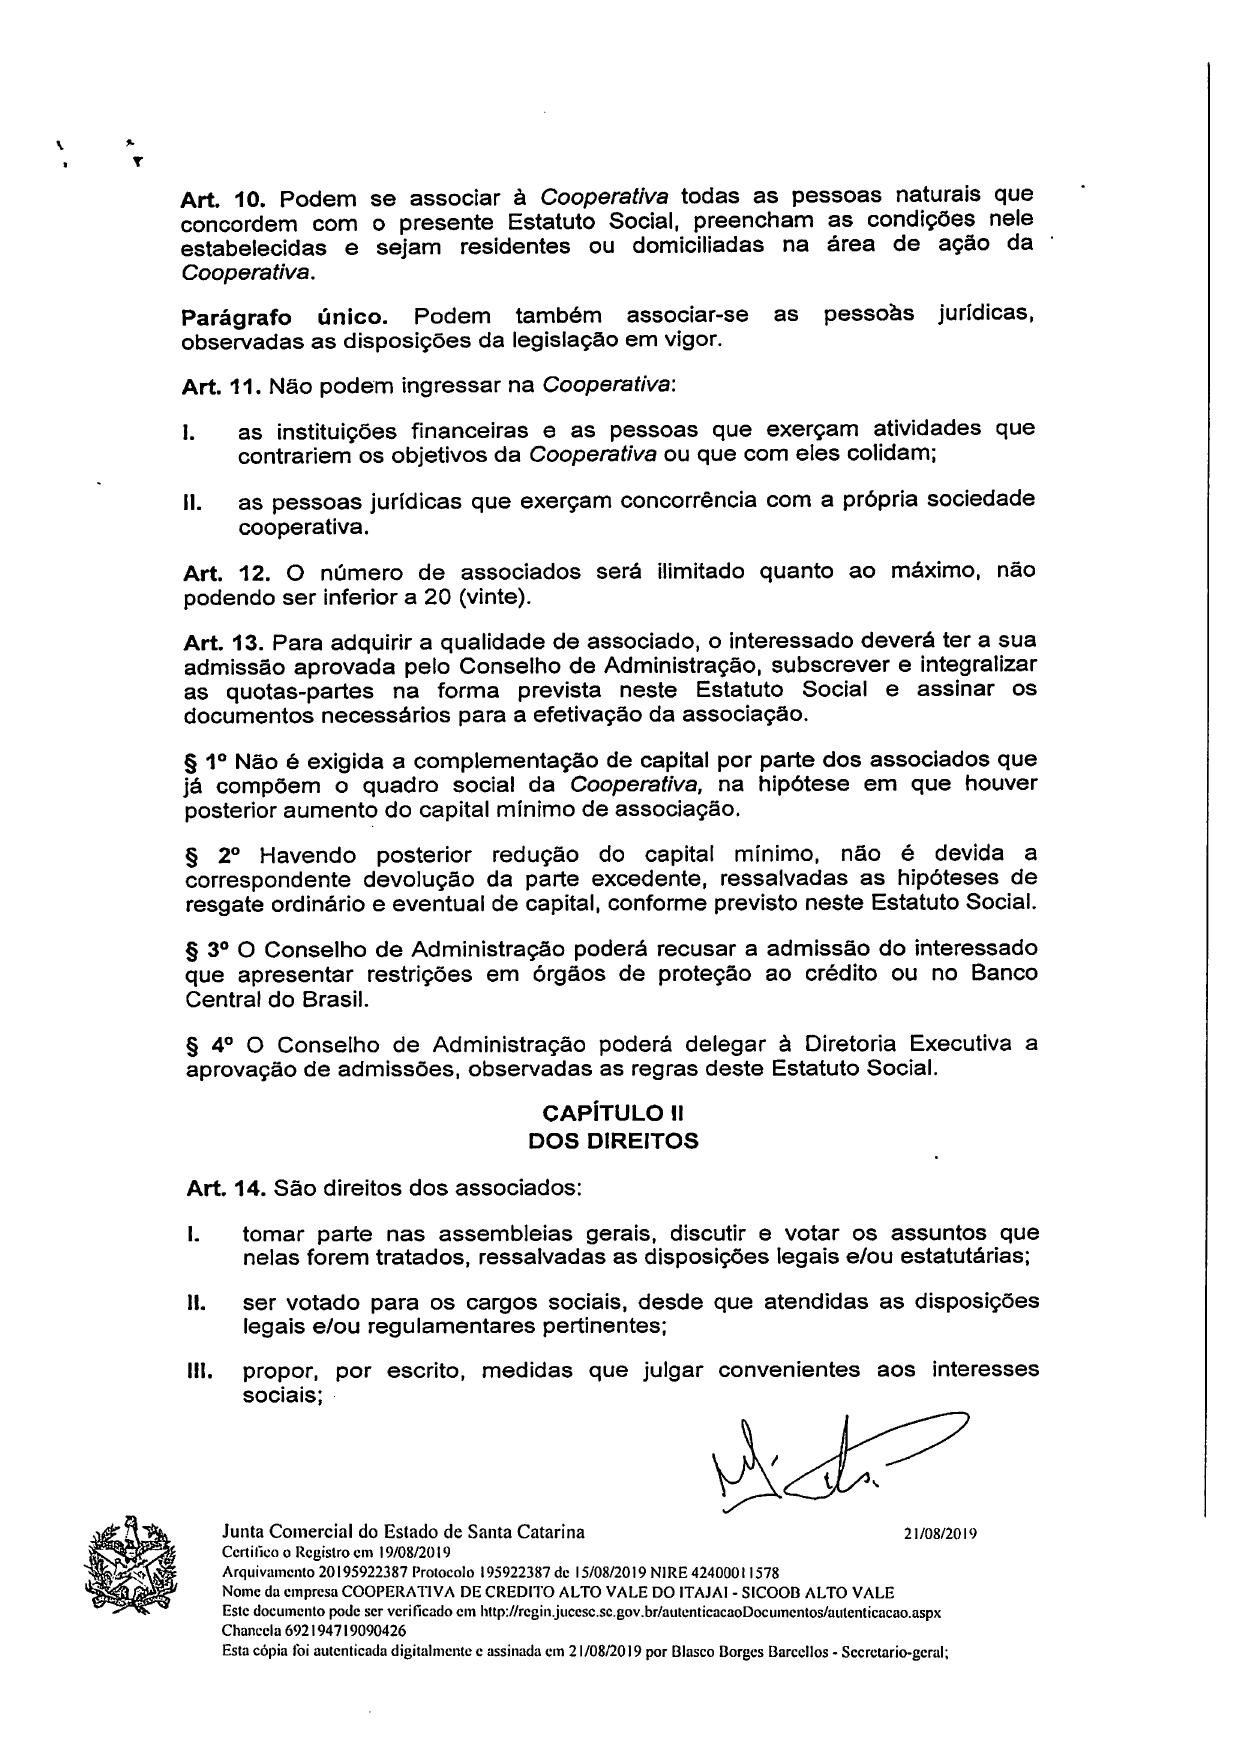 Art. 10. Podem se associar à Cooperativa todas as pessoas naturais que
concordem com o presente Estatuto Social, preencham as condições nele
estabelecidas e sejam residentes ou domiciliadas na área de ação da
Cooperativa.
Parágrafo único. Podem também associar-se as pessoas jurídicas,
observadas as disposições da legislação em vigor.
Art. 11. Não podem ingressar na Cooperativa:
I. as instituições financeiras e as pessoas que exerçam atividades que
contrariem os objetivos da Cooperativa ou que com eles colidam;
II. as pessoas jurídicas que exerçam concorrência com a própria sociedade
cooperativa.
Art. 12. O número de associados será ilimitado quanto ao máximo, não
podendo ser inferior a 20 (vinte).
Art. 13. Para adquirir a qualidade de associado, o interessado deverá ter a sua
admissão aprovada pelo Conselho de Administração, subscrever e integralizar
as quotas-partes na forma prevista neste Estatuto Social e assinar os
documentos necessários para a efetivação da associação.
§ 1º Não é exigida a complementação de capital por parte dos associados que
já compõem o quadro social da Cooperativa, na hipótese em que houver
posterior aumento do capital mínimo de associação.
§ 2º Havendo posterior redução do capital mínimo, não é devida a
correspondente devolução da parte excedente, ressalvadas as hipóteses de
resgate ordinário e eventual de capital, conforme previsto neste Estatuto Social.
§ 3º O Conselho de Administração poderá recusar a admissão do interessado
que apresentar restrições em órgãos de proteção ao crédito ou no Banco
Central do Brasil.
§ 4º O Conselho de Administração poderá delegar à Diretoria Executiva a
aprovação de admissões, observadas as regras deste Estatuto Social.
CAPÍTULO II
DOS DIREITOS
Art. 14. São direitos dos associados:
I. tomar parte nas assembleias gerais, discutir e votar os assuntos que
nelas forem tratados, ressalvadas as disposições legais e/ou estatutárias;
II. ser votado para os cargos sociais, desde que atendidas as disposições
legais e/ou regulamentares pertinentes;
III. propor, por escrito, medidas que julgar convenientes aos interesses
sociais;
Junta Comercial do Estado de Santa Catarina 21/08/2019
Certifico o Registro em 19/08/2019
Arquivamento 20195922387 Protocolo 195922387 de 15/08/2019 NIRE 42400011578
Nome da empresa COOPERATIVA DE CREDITO ALTO VALE DO ITAJAI - SICOOB ALTO VALE
Este documento pode ser verificado em http://regin.jucesc.sc.gov.br/autenticacaoDocumentos/autenticacao.aspx
Chancela 692194719090426
Esta cópia foi autenticada digitalmente e assinada em 21/08/2019 por Blasco Borges Barcellos - Secretario-geral;